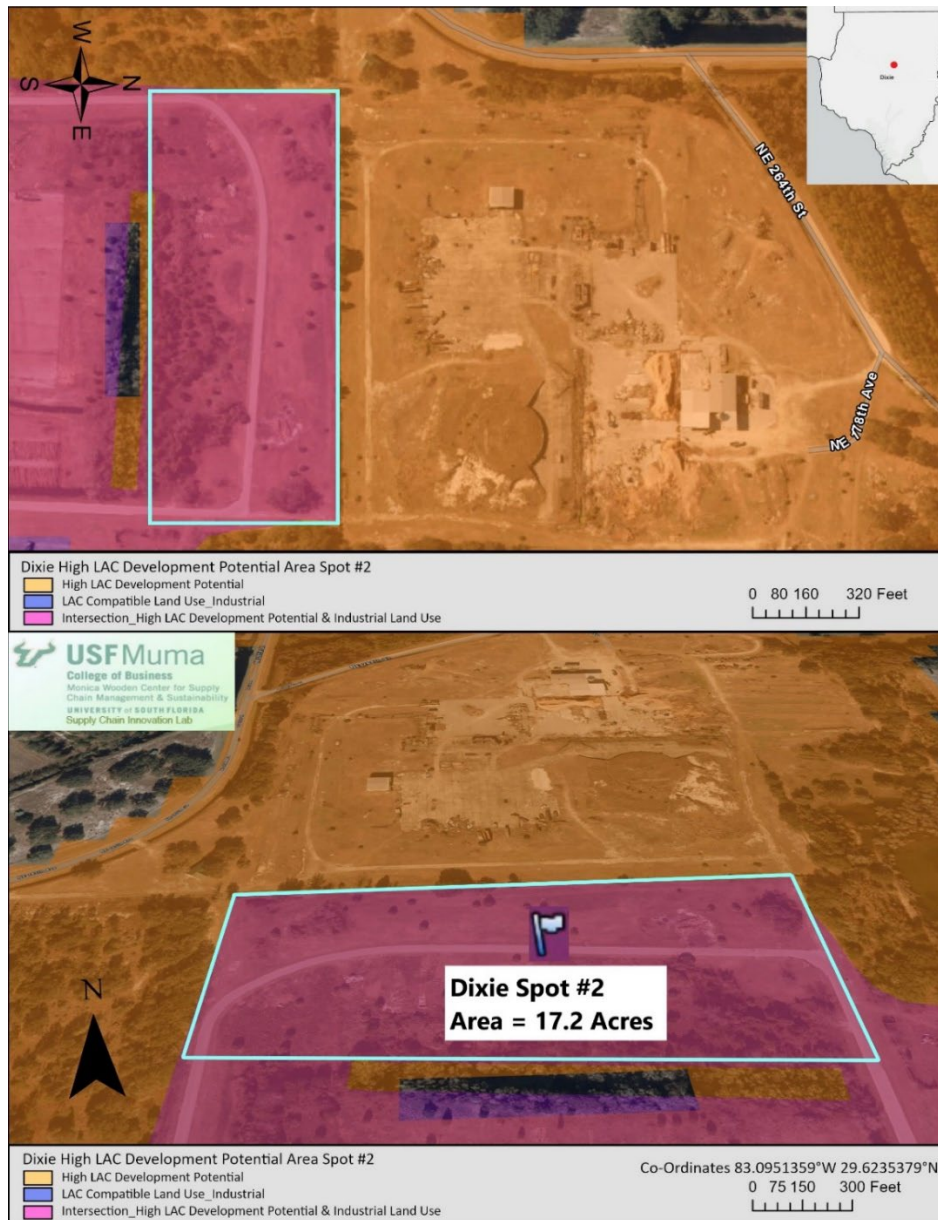 W
S N
E
Dixie
NE 264th St
NE 778th Ave
Dixie High LAC Development Potential Area Spot #2
High LAC Development Potential
LAC Compatible Land Use_Industrial
Intersection_High LAC Development Potential & Industrial Land Use
0 80 160 320 Feet
USF Muma
College of Business
Monica Wooden Center for Supply
Chain Management & Sustainability
UNIVERSITY of SOUTH FLORIDA
Supply Chain Innovation Lab
N
Dixie Spot #2
Area = 17.2 Acres
Dixie High LAC Development Potential Area Spot #2
High LAC Development Potential
LAC Compatible Land Use_Industrial
Intersection_High LAC Development Potential & Industrial Land Use
Co-Ordinates 83.0951359°W 29.6235379°N
0 75 150 300 Feet